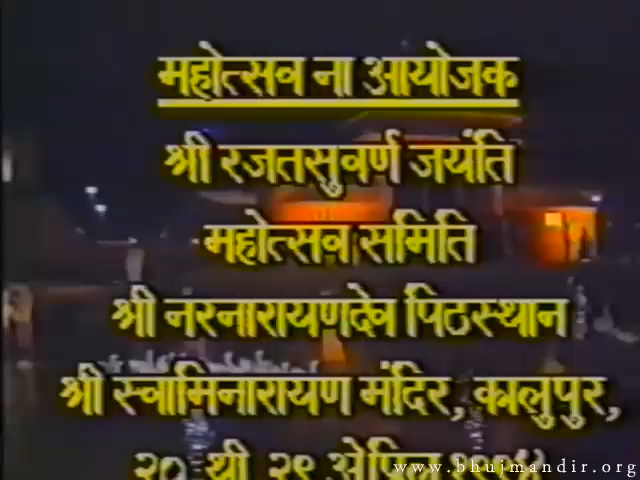 महोत्सव ना आयोजक
श्री रजतसुवर्ण जयंति
महोत्सव समिति
श्री नरनारायणदेव पिठस्थान
श्री स्वामिनारायण मंदिर, कालुपुर,
२० थी २९ अेप्रिल
www.bhujmandir.org